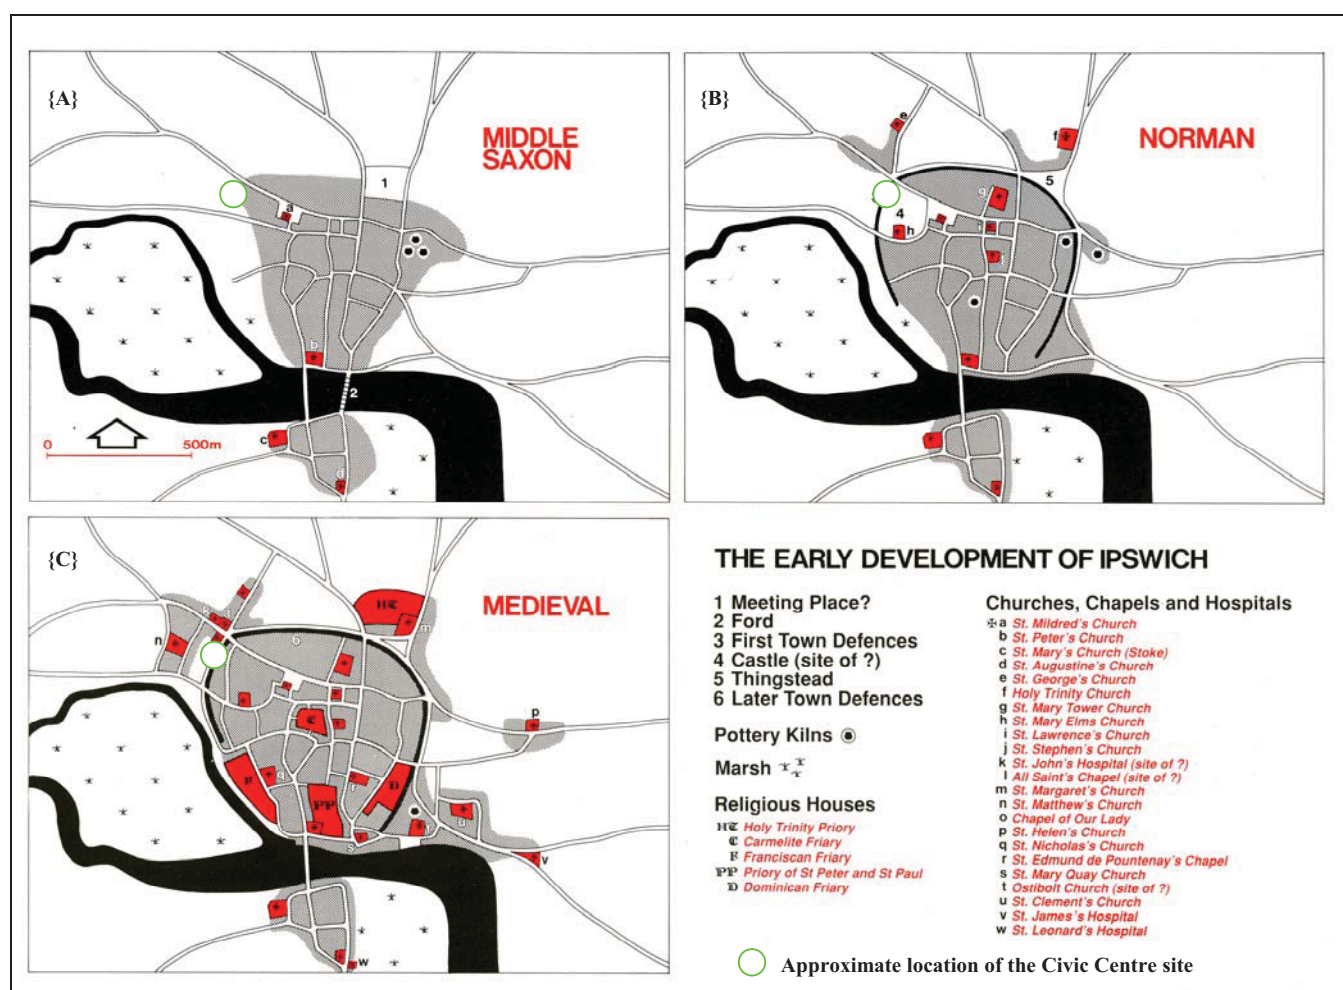 {A}
MIDDLE
SAXON
1
a
b
2
c
d
0
500m
{B}
NORMAN
e
f
5
g
4
h
i
j
{C}
MEDIEVAL
HT
m
k
l
n
6
p
C
q
F
PP
r
D
s
t
u
v
w
THE EARLY DEVELOPMENT OF IPSWICH
1 Meeting Place?
2 Ford
3 First Town Defences
4 Castle (site of ?)
5 Thingstead
6 Later Town Defences
Pottery Kilns
Marsh
Religious Houses
HT Holy Trinity Priory
C Carmelite Friary
F Franciscan Friary
PP Priory of St Peter and St Paul
D Dominican Friary
Churches, Chapels and Hospitals
a St. Mildred's Church
b St. Peter's Church
c St. Mary's Church (Stoke)
d St. Augustine's Church
e St. George's Church
f Holy Trinity Church
g St. Mary Tower Church
h St. Mary Elms Church
i St. Lawrence's Church
j St. Stephen's Church
k St. John's Hospital (site of ?)
l All Saint's Chapel (site of ?)
m St. Margaret's Church
n St. Matthew's Church
o Chapel of Our Lady
p St. Helen's Church
q St. Nicholas's Church
r St. Edmund de Pountenay's Chapel
s St. Mary Quay Church
t Ostibolt Church (site of ?)
u St. Clement's Church
v St. James's Hospital
w St. Leonard's Hospital
Approximate location of the Civic Centre site